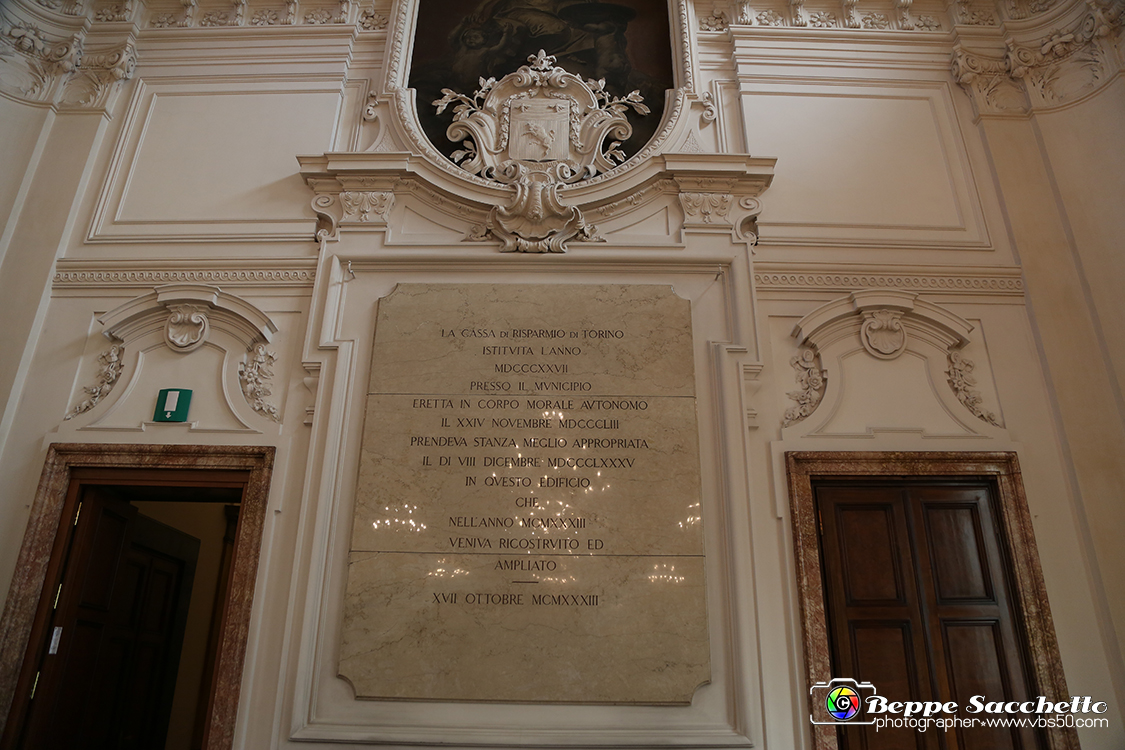 LA CASSA DI RISPARMIO DI TORINO
ISTITVITA L'ANNO
MDCCCXXVII
PRESSO IL MVNICIPIO
ERETTA IN CORPO MORALE AVTONOMO
IL XXIV NOVEMBRE MDCCCLIII
PRENDEVA STANZA MEGLIO APPROPRIATA
IL DI VIII DICEMBRE MDCCCLXXXV
IN QVESTO EDIFICIO
CHE
NELL'ANNO MCMXXXIII
VENIVA RICOSTRVITO ED
AMPLIATO
XVII OTTOBRE MCMXXXIII
Beppe Sacchetto
photographer★www.vbs50.com